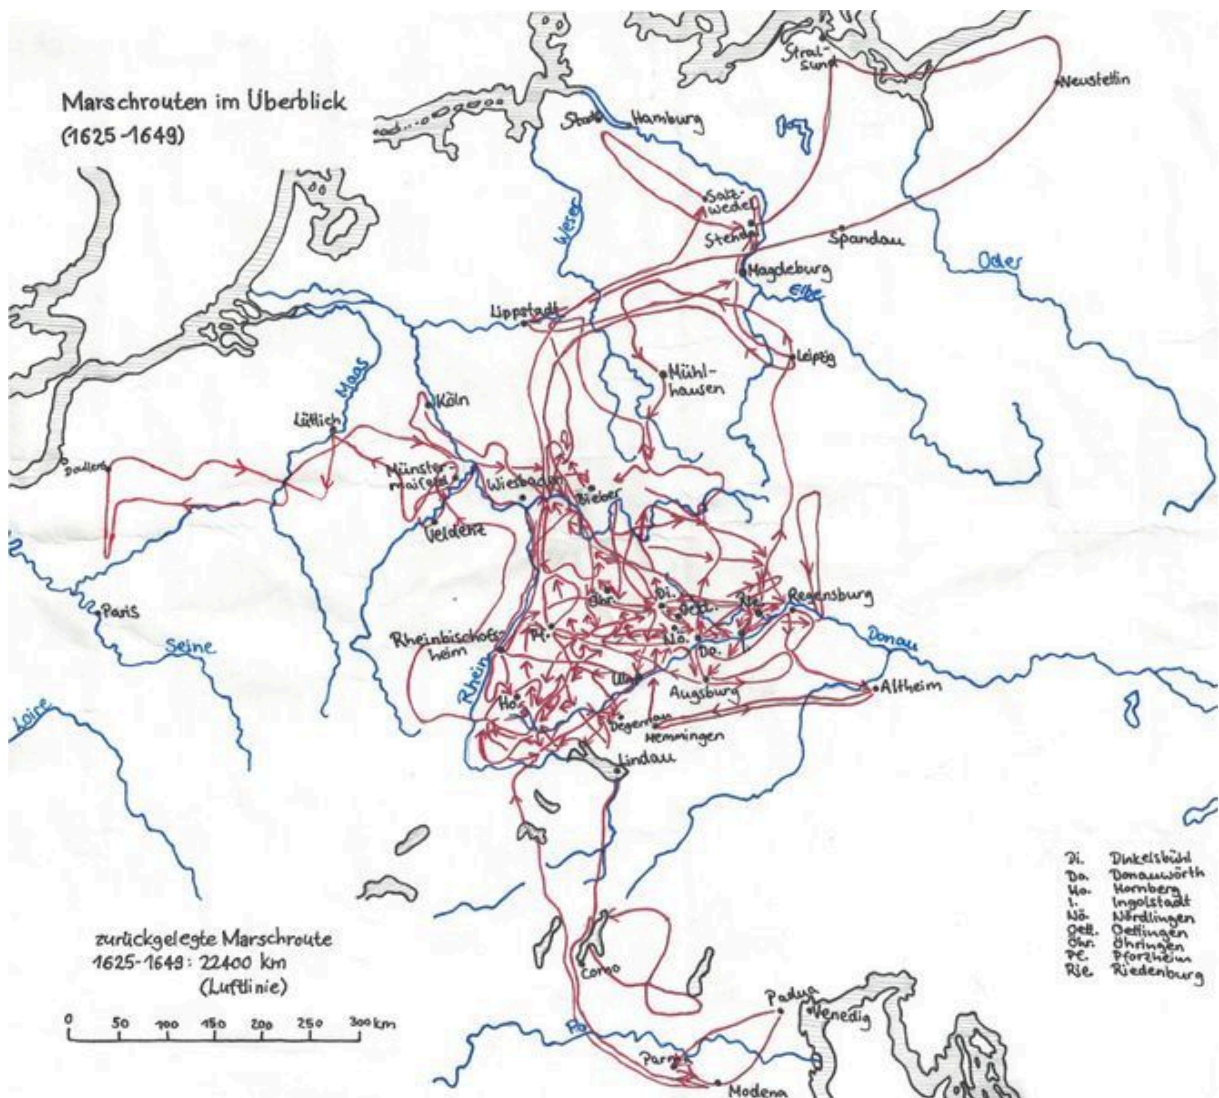 Marschrouten im Überblick
(1625-1649)
Stral-
sund
Neustettin
Stade
Hamburg
Salz-
wedel
Weser
Stendal
Spandau
Oder
Magdeburg
Elbe
Lippstadt
Leipzig
Maas
Mühl-
hausen
Köln
Lüttich
Münster-
maifeld
Wiesbaden
Bieber
Veldenz
Paris
Öhr.
Di.
Oett.
Rie.
Regensburg
Seine
Rheinbischofs-
heim
Pf.
Nö.
Do.
I.
Donau
Rhein
Ulm
Augsburg
Altheim
Loire
Ho.
Degernau
Memmingen
Lindau
Di. Dinkelsbühl
Do. Donauwörth
Ho. Hornberg
I. Ingolstadt
Nö. Nördlingen
Oett. Oettingen
Öhr. Öhringen
Pf. Pforzheim
Rie. Riedenburg
zurückgelegte Marschroute
1625-1649: 22400 km
(Luftlinie)
Como
0 50 100 150 200 250 300 km
Padua
Venedig
Po
Parma
Modena